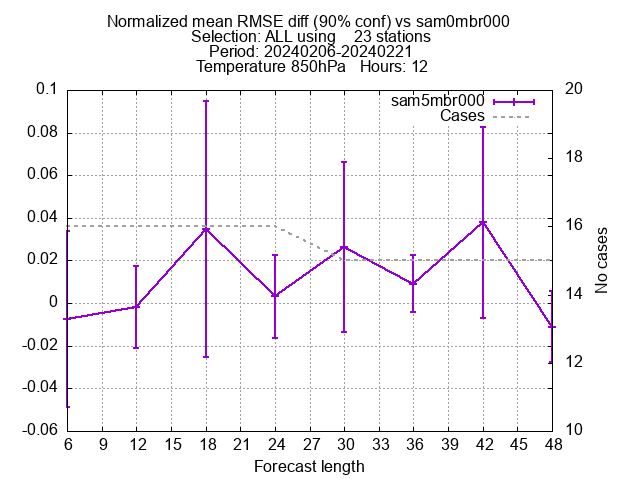 Normalized mean RMSE diff (90% conf) vs sam0mbr000
Selection: ALL using    23 stations
Period: 20240206-20240221
Temperature 850hPa   Hours: 12
sam5mbr000
Cases
0.1
0.08
0.06
0.04
0.02
0
-0.02
-0.04
-0.06
20
18
16
14
12
10
No cases
6 9 12 15 18 21 24 27 30 33 36 39 42 45 48
Forecast length